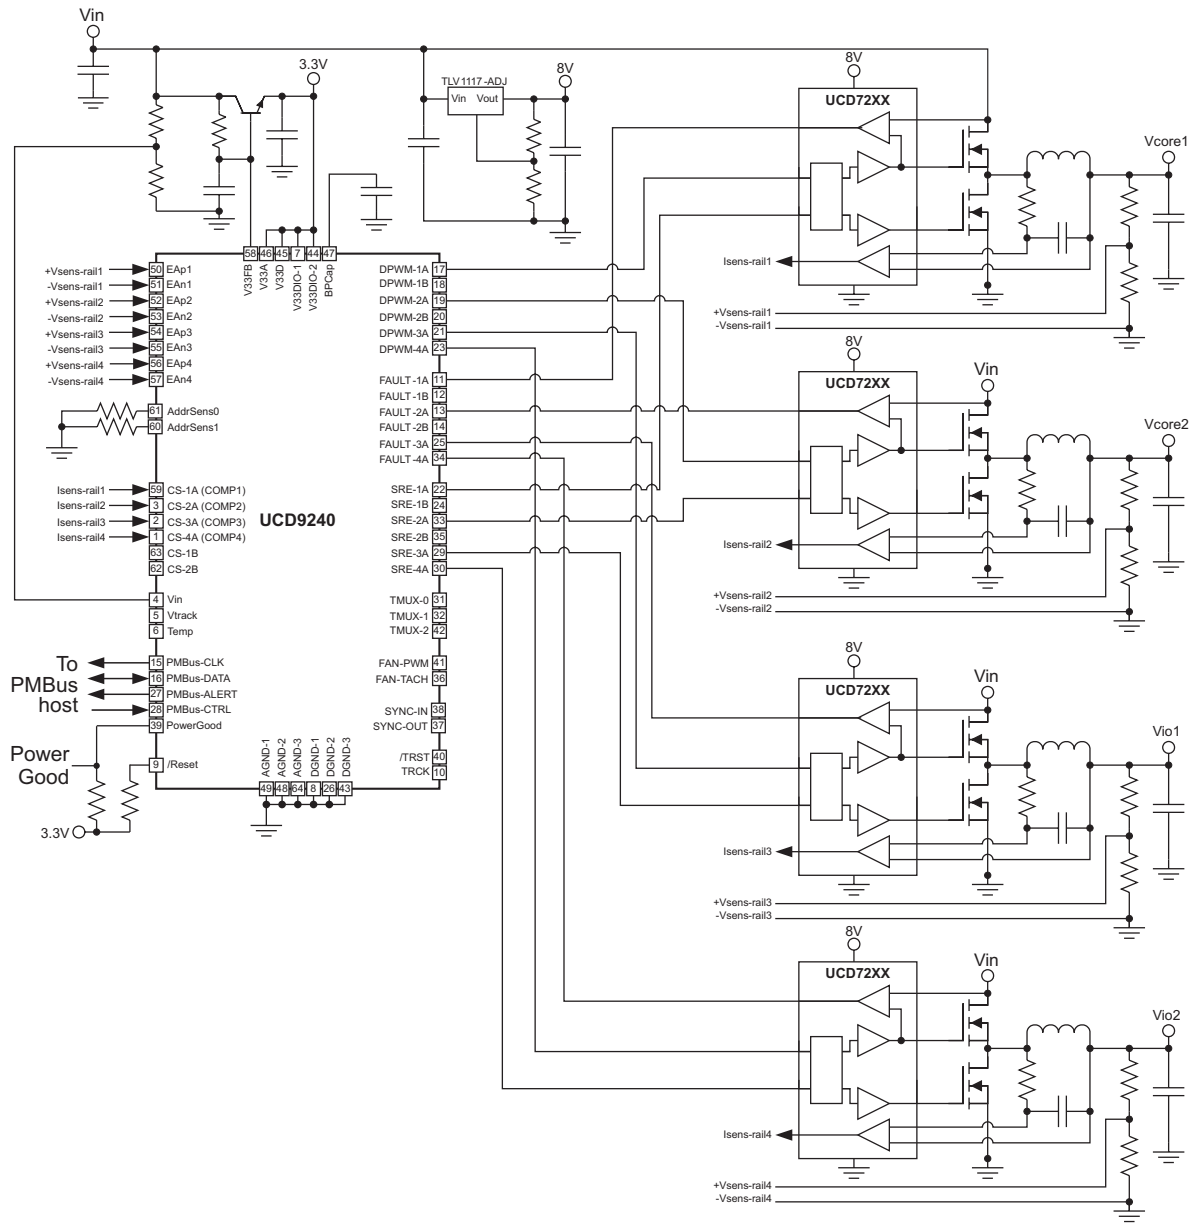 Vin
3.3V
8V
TLV1117-ADJ
Vin Vout
58 46 45 7 44 47
V33FB
V33A
V33D
V33DIO-1
V33DIO-2
BPCap
+Vsens-rail1 50 EAp1
-Vsens-rail1 51 EAn1
+Vsens-rail2 52 EAp2
-Vsens-rail2 53 EAn2
+Vsens-rail3 54 EAp3
-Vsens-rail3 55 EAn3
+Vsens-rail4 56 EAp4
-Vsens-rail4 57 EAn4
61 AddrSens0
60 AddrSens1
Isens-rail1 59 CS-1A (COMP1)
Isens-rail2 3 CS-2A (COMP2)
Isens-rail3 2 CS-3A (COMP3)
Isens-rail4 1 CS-4A (COMP4)
63 CS-1B
62 CS-2B
4 Vin
5 Vtrack
6 Temp
To
PMBus
host
15 PMBus-CLK
16 PMBus-DATA
27 PMBus-ALERT
28 PMBus-CTRL
39 PowerGood
Power
Good
9 /Reset
3.3V
UCD9240
AGND-1
AGND-2
AGND-3
DGND-1
DGND-2
DGND-3
49 48 64 8 26 43
DPWM-1A 17
DPWM-1B 18
DPWM-2A 19
DPWM-2B 20
DPWM-3A 21
DPWM-4A 23
FAULT-1A 11
FAULT-1B 12
FAULT-2A 13
FAULT-2B 14
FAULT-3A 25
FAULT-4A 34
SRE-1A 22
SRE-1B 24
SRE-2A 33
SRE-2B 35
SRE-3A 29
SRE-4A 30
TMUX-0 31
TMUX-1 32
TMUX-2 42
FAN-PWM 41
FAN-TACH 36
SYNC-IN 38
SYNC-OUT 37
/TRST 40
TRCK 10
8V
UCD72XX
Vcore1
Isens-rail1
+Vsens-rail1
-Vsens-rail1
8V
UCD72XX
Vin
Vcore2
Isens-rail2
+Vsens-rail2
-Vsens-rail2
8V
UCD72XX
Vin
Vio1
Isens-rail3
+Vsens-rail3
-Vsens-rail3
8V
UCD72XX
Vin
Vio2
Isens-rail4
+Vsens-rail4
-Vsens-rail4